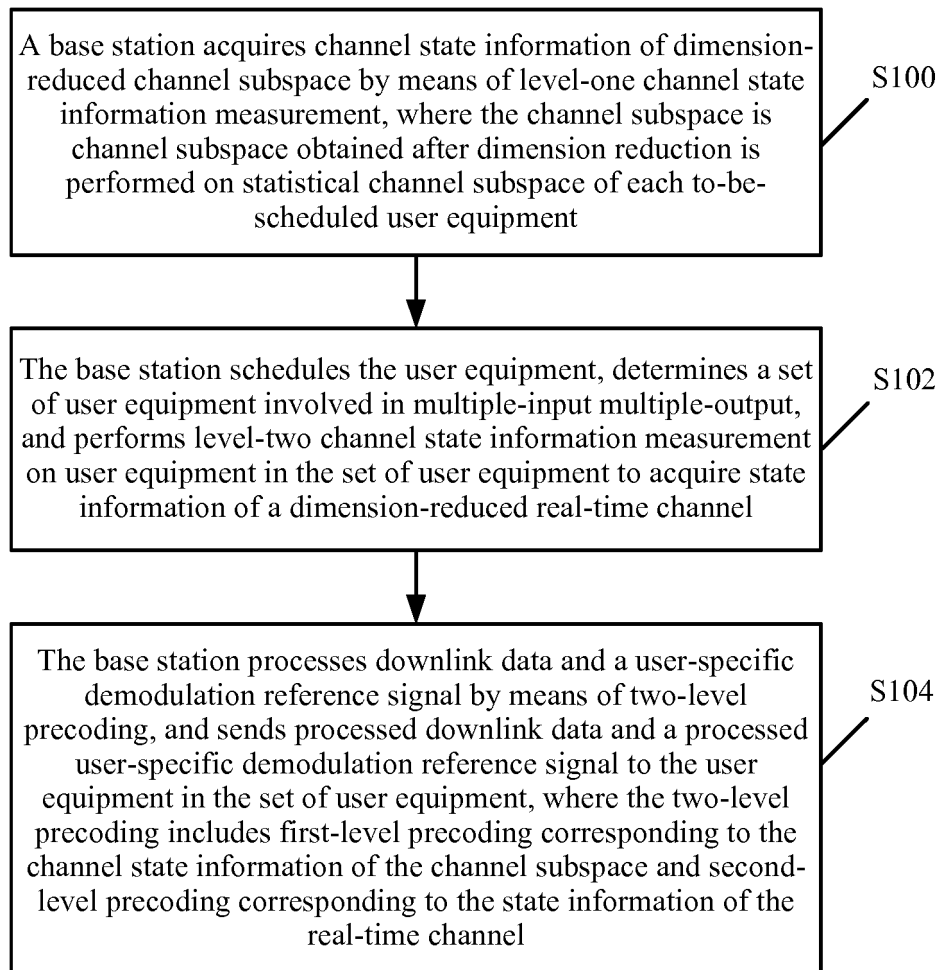 A base station acquires channel state information of dimension-
reduced channel subspace by means of level-one channel state
information measurement, where the channel subspace is
channel subspace obtained after dimension reduction is
performed on statistical channel subspace of each to-be-
scheduled user equipment
S100
The base station schedules the user equipment, determines a set
of user equipment involved in multiple-input multiple-output,
and performs level-two channel state information measurement
on user equipment in the set of user equipment to acquire state
information of a dimension-reduced real-time channel
S102
The base station processes downlink data and a user-specific
demodulation reference signal by means of two-level
precoding, and sends processed downlink data and a processed
user-specific demodulation reference signal to the user
equipment in the set of user equipment, where the two-level
precoding includes first-level precoding corresponding to the
channel state information of the channel subspace and second-
level precoding corresponding to the state information of the
real-time channel
S104